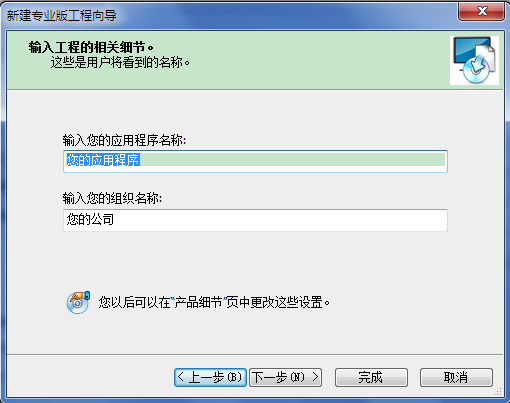 新建专业版工程向导
输入工程的相关细节。
这些是用户将看到的名称。
输入您的应用程序名称:
您的应用程序
输入您的组织名称:
您的公司
您以后可以在"产品细节"页中更改这些设置。
< 上一步(B) 下一步(N) > 完成 取消